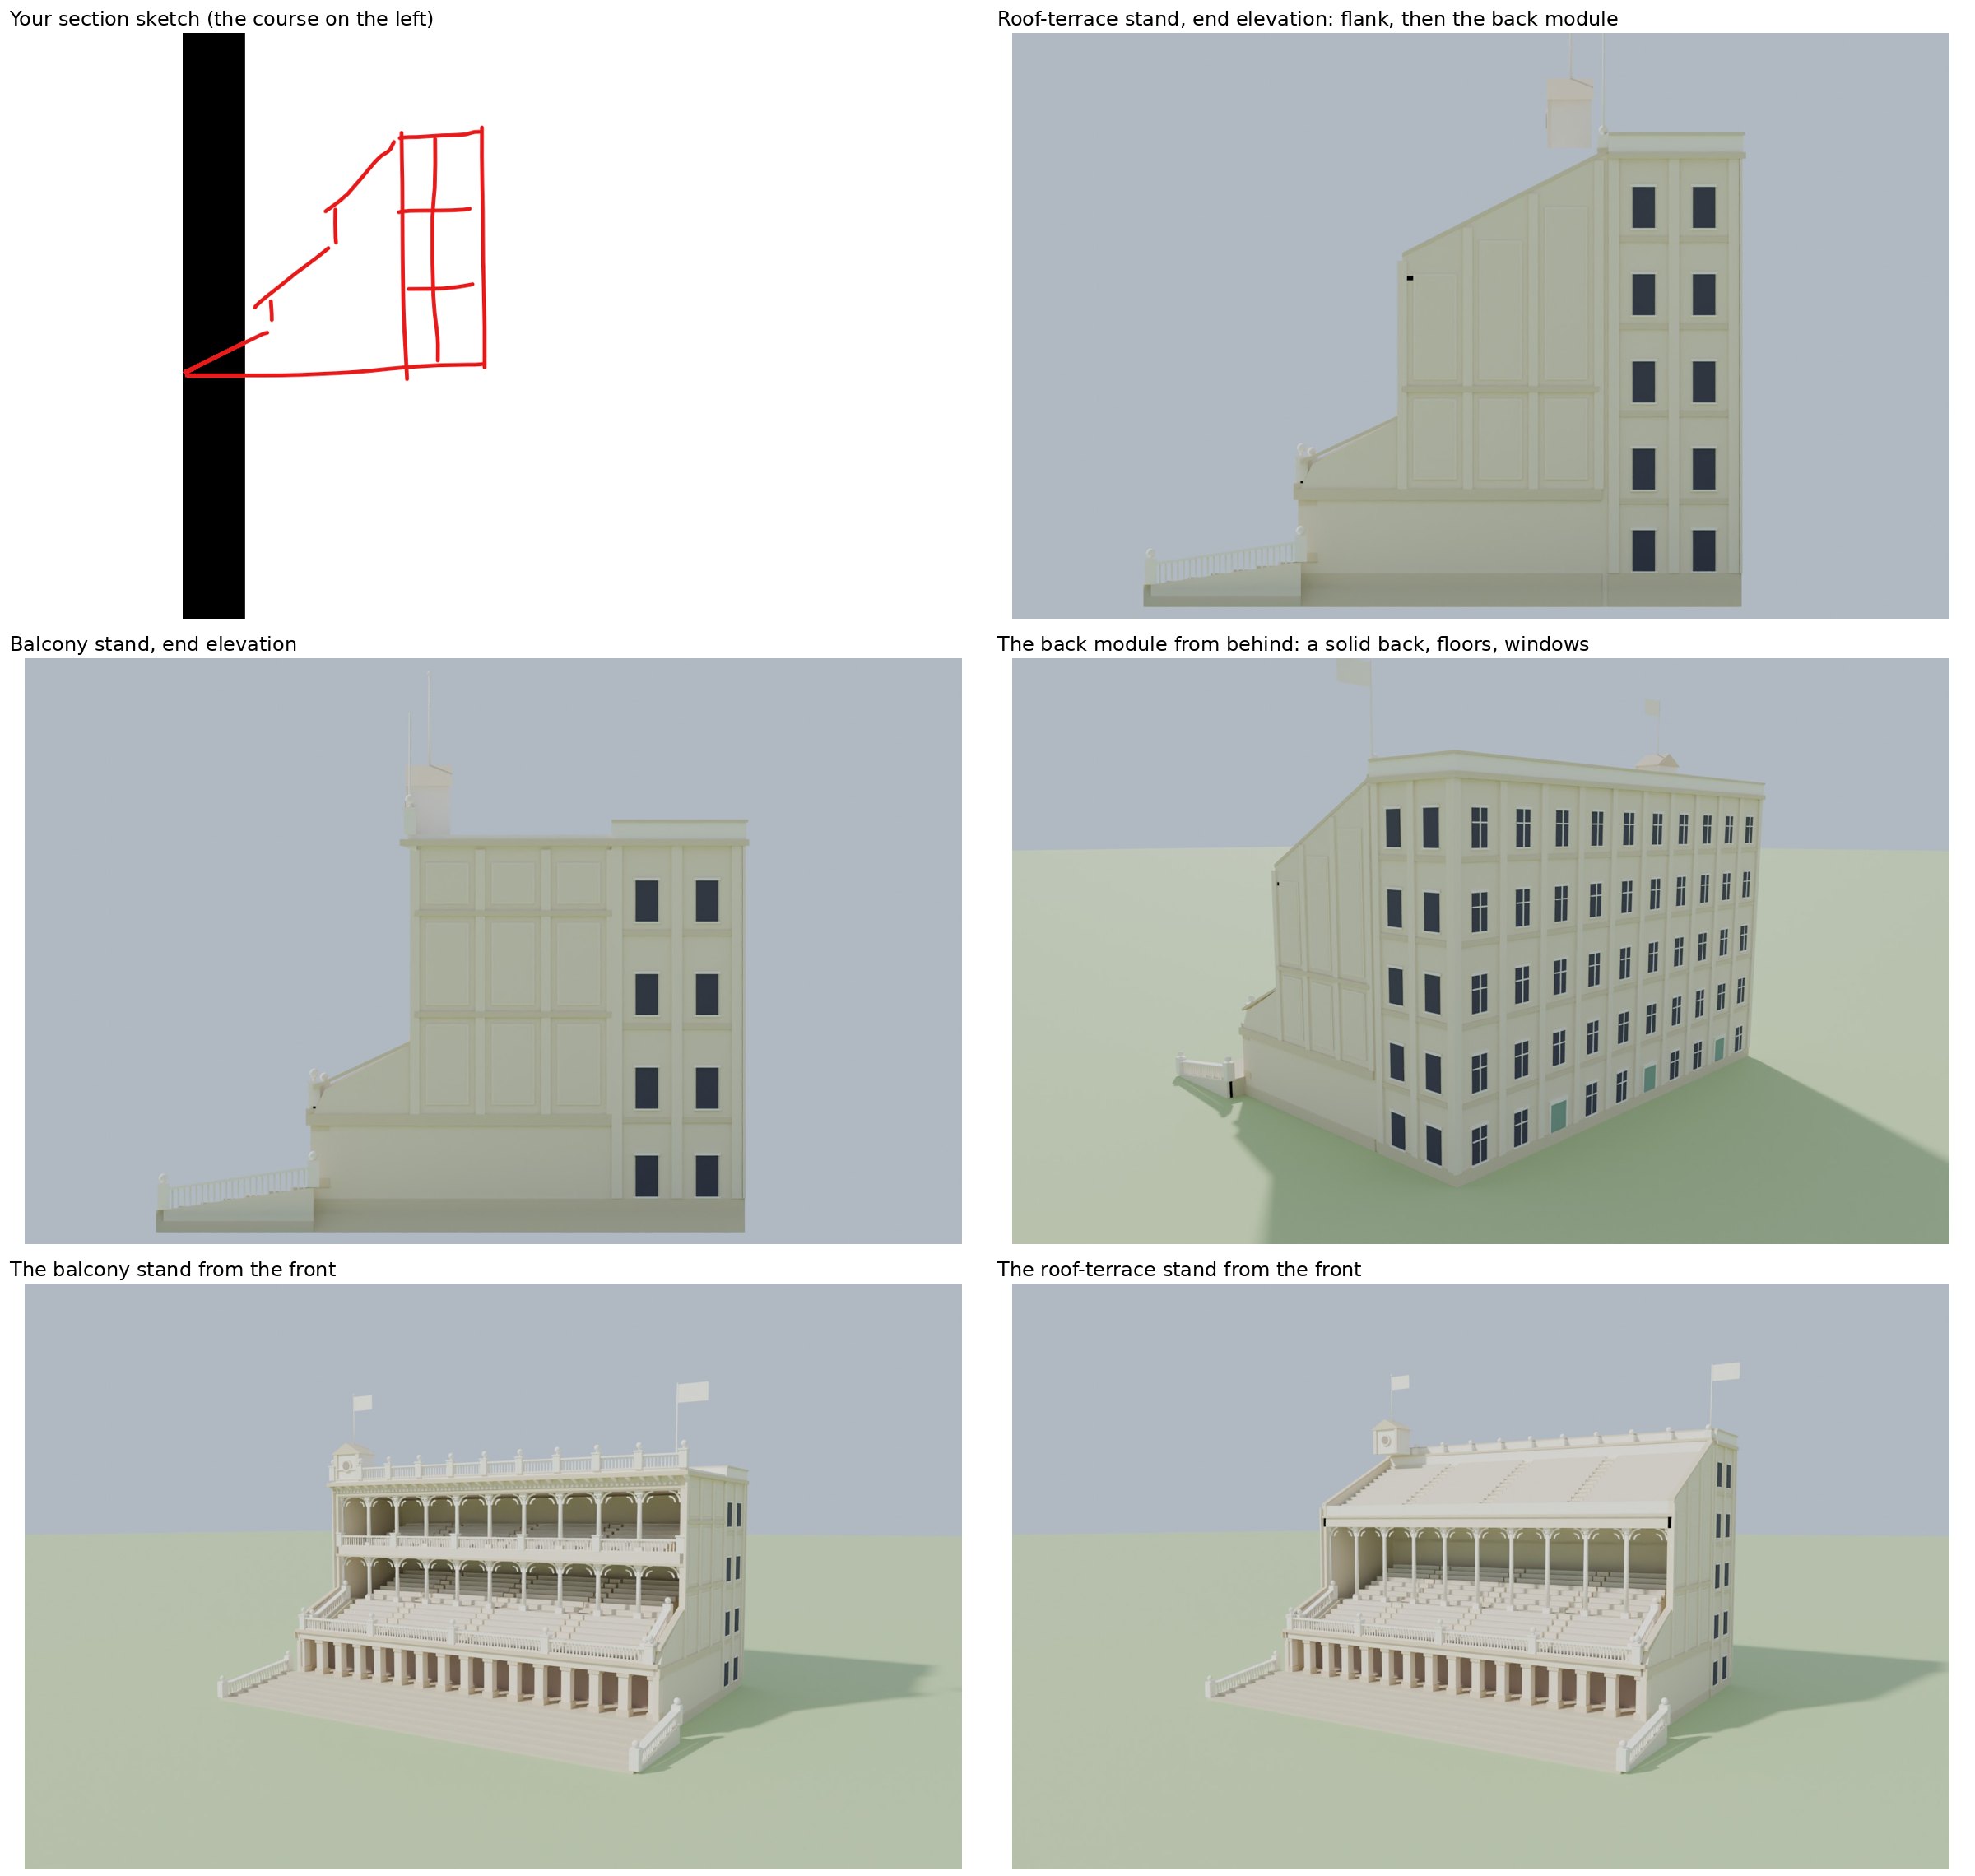 Your section sketch (the course on the left)
Roof-terrace stand, end elevation: flank, then the back module
Balcony stand, end elevation
The back module from behind: a solid back, floors, windows
The balcony stand from the front
The roof-terrace stand from the front